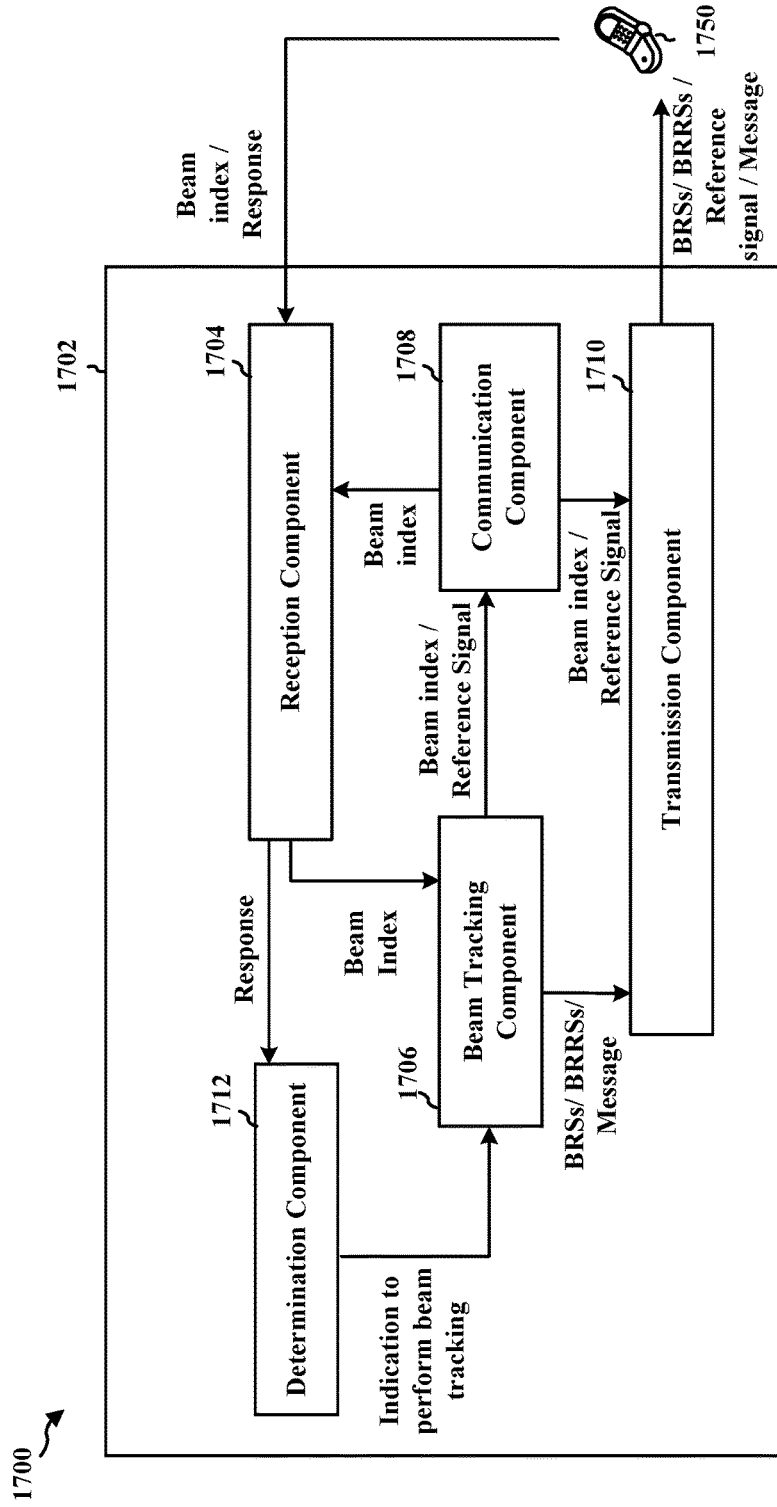 1700
1702
Beam
index /
Response
1704
Reception Component
Response
1712
Determination Component
Beam
Index
Beam
index
1708
Communication
Component
Beam index /
Reference Signal
1706
Beam Tracking
Component
Indication to
perform beam
tracking
BRSs/ BRRSs/
Message
Beam index /
Reference Signal
1710
Transmission Component
1750
BRSs/ BRRSs /
Reference
signal / Message